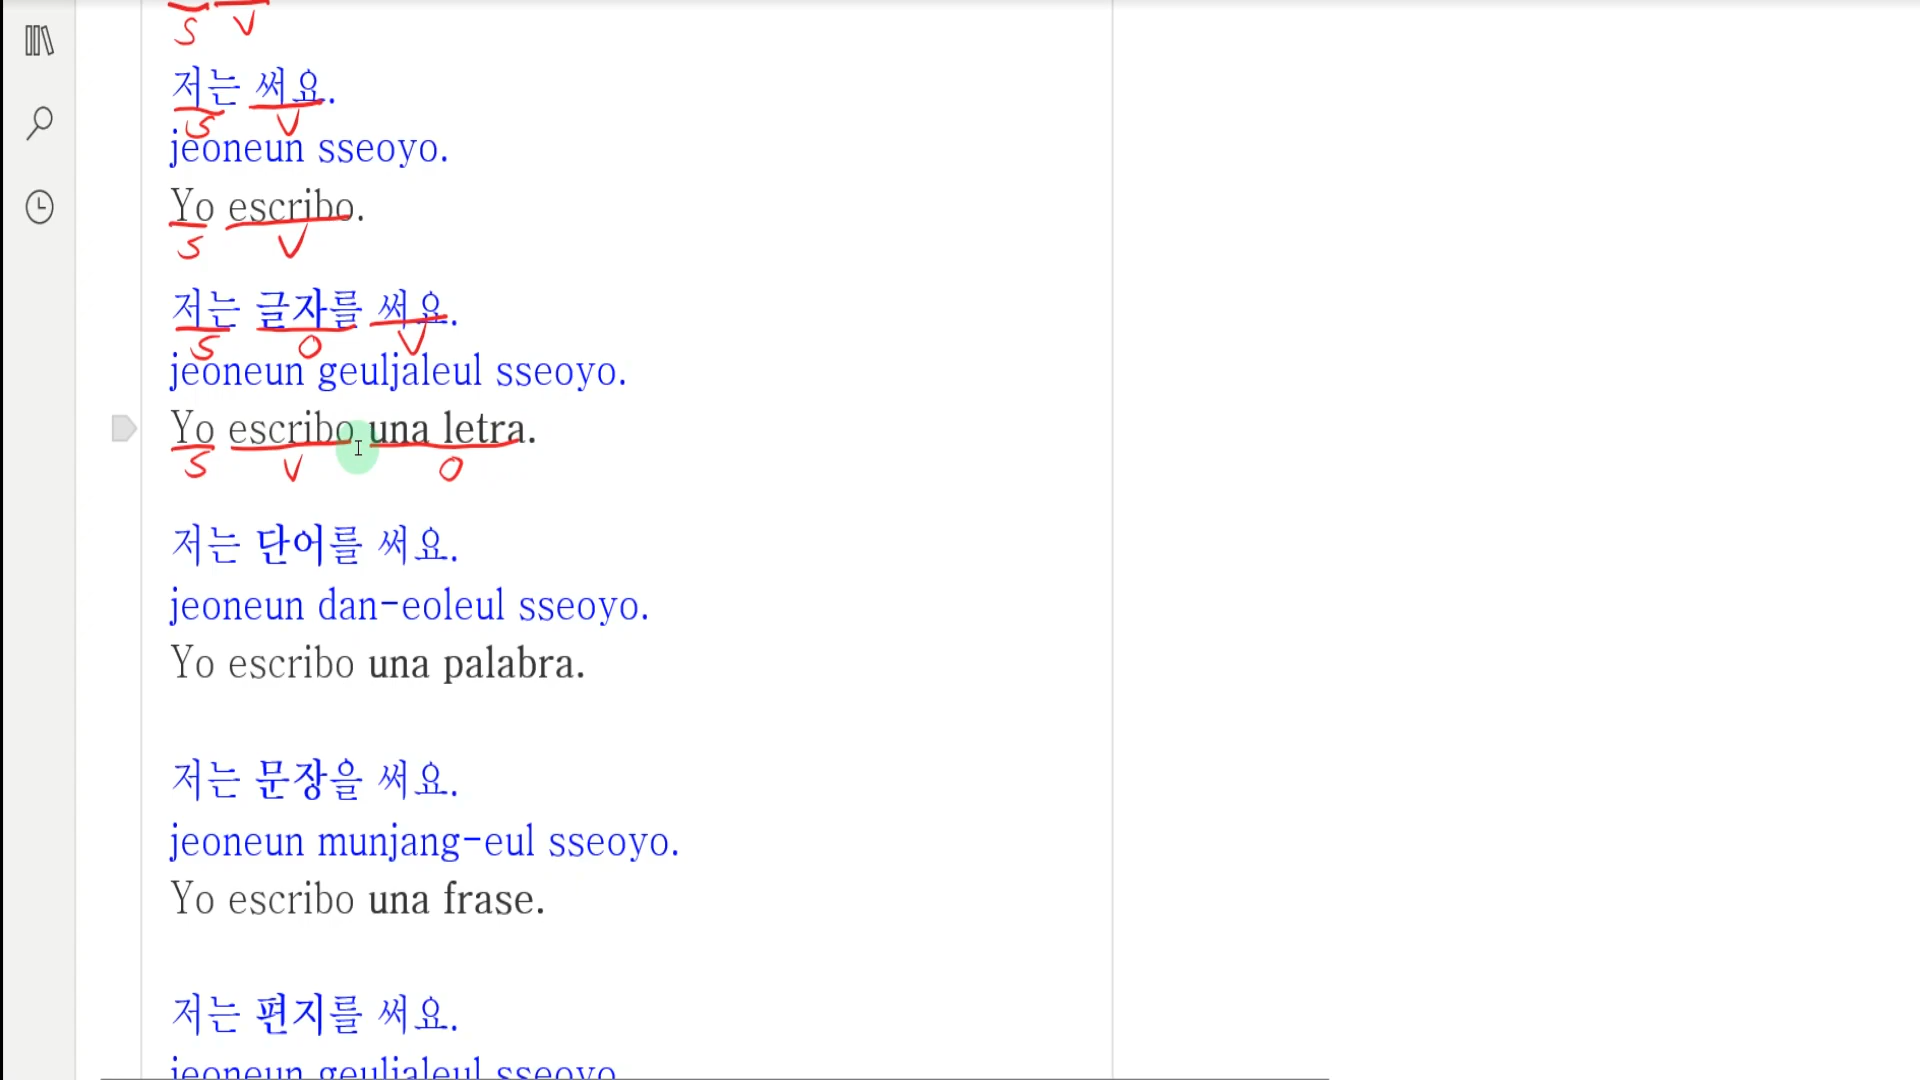 S V
저는 써요.
S V
jeoneun sseoyo.
Yo escribo.
S V
저는 글자를 써요.
S O V
jeoneun geuljaleul sseoyo.
Yo escribo una letra.
S V O
저는 단어를 써요.
jeoneun dan-eoleul sseoyo.
Yo escribo una palabra.
저는 문장을 써요.
jeoneun munjang-eul sseoyo.
Yo escribo una frase.
저는 편지를 써요.
jeoneun geuljaleul sseoyo